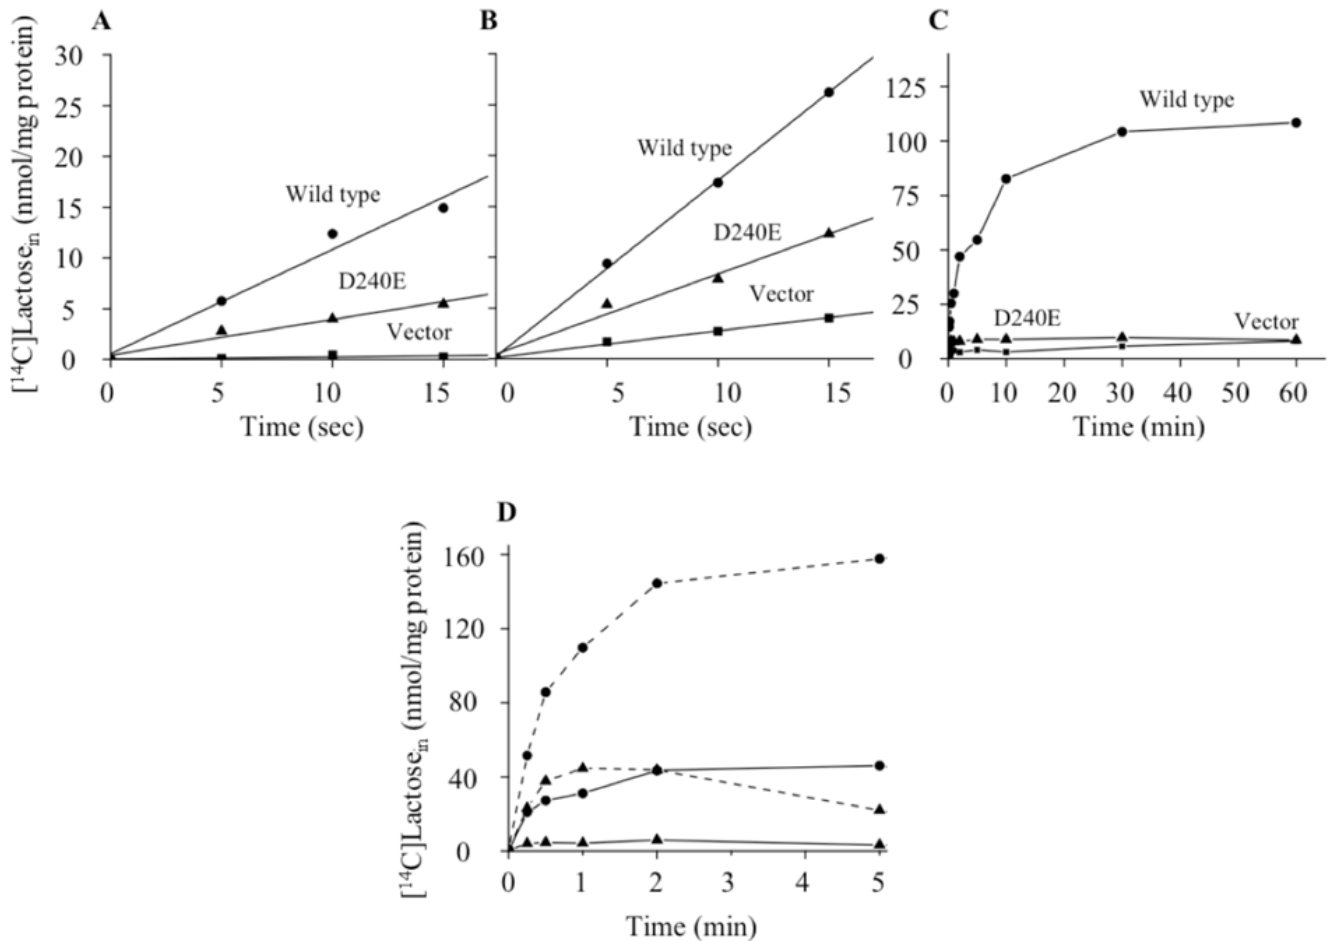 A
B
C
[¹⁴C]Lactoseᵢₙ (nmol/mg protein)
30
25
20
15
10
5
0
Wild type
D240E
Vector
0 5 10 15
Time (sec)
Wild type
D240E
Vector
0 5 10 15
Time (sec)
125
100
75
50
25
0
Wild type
D240E
Vector
0 10 20 30 40 50 60
Time (min)
D
[¹⁴C]Lactoseᵢₙ (nmol/mg protein)
160
120
80
40
0
0 1 2 3 4 5
Time (min)